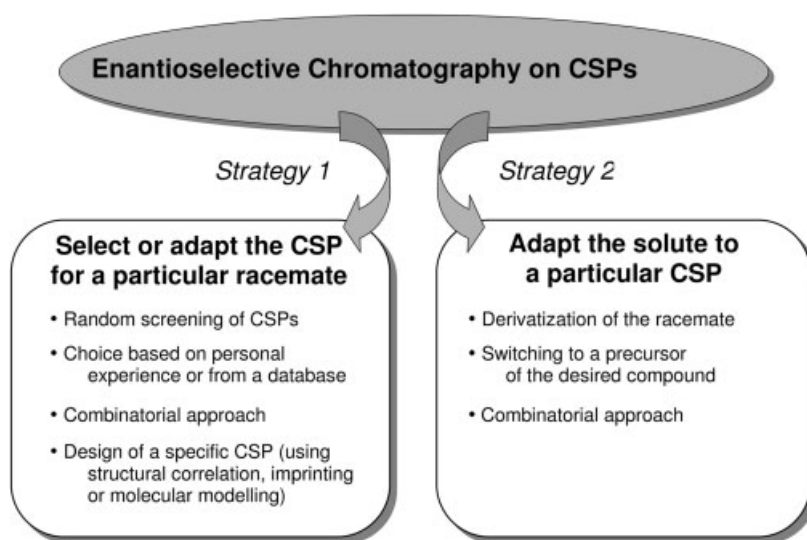 Enantioselective Chromatography on CSPs
Strategy 1
Strategy 2
Select or adapt the CSP
for a particular racemate
• Random screening of CSPs
• Choice based on personal
experience or from a database
• Combinatorial approach
• Design of a specific CSP (using
structural correlation, imprinting
or molecular modelling)
Adapt the solute to
a particular CSP
• Derivatization of the racemate
• Switching to a precursor
of the desired compound
• Combinatorial approach